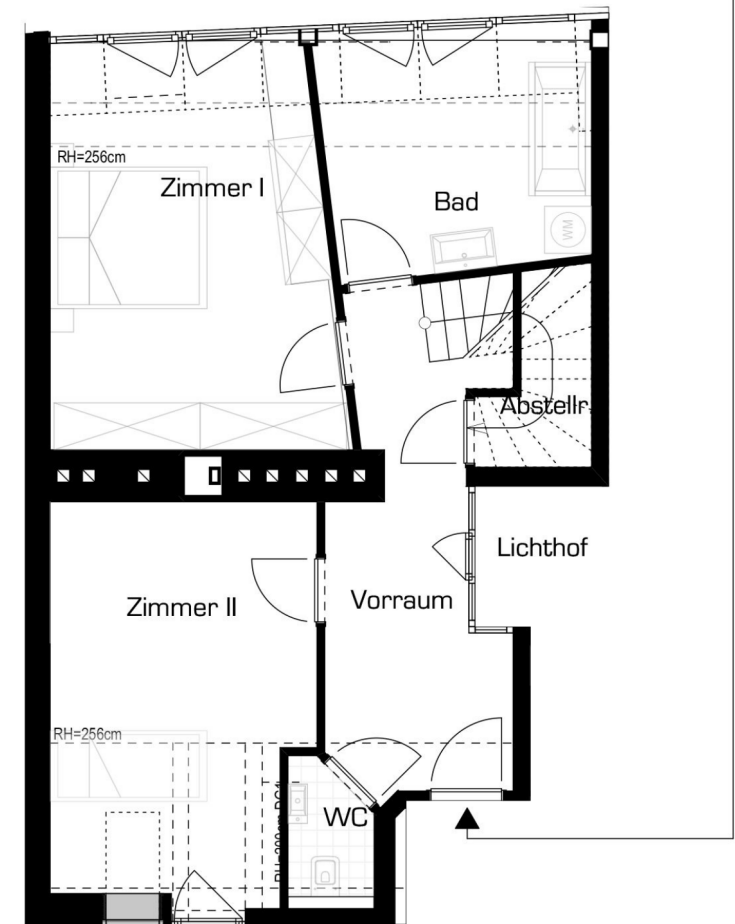 RH=256cm
Zimmer I
Bad
WM
Abstellr.
Lichthof
Zimmer II
Vorraum
RH=256cm
WC